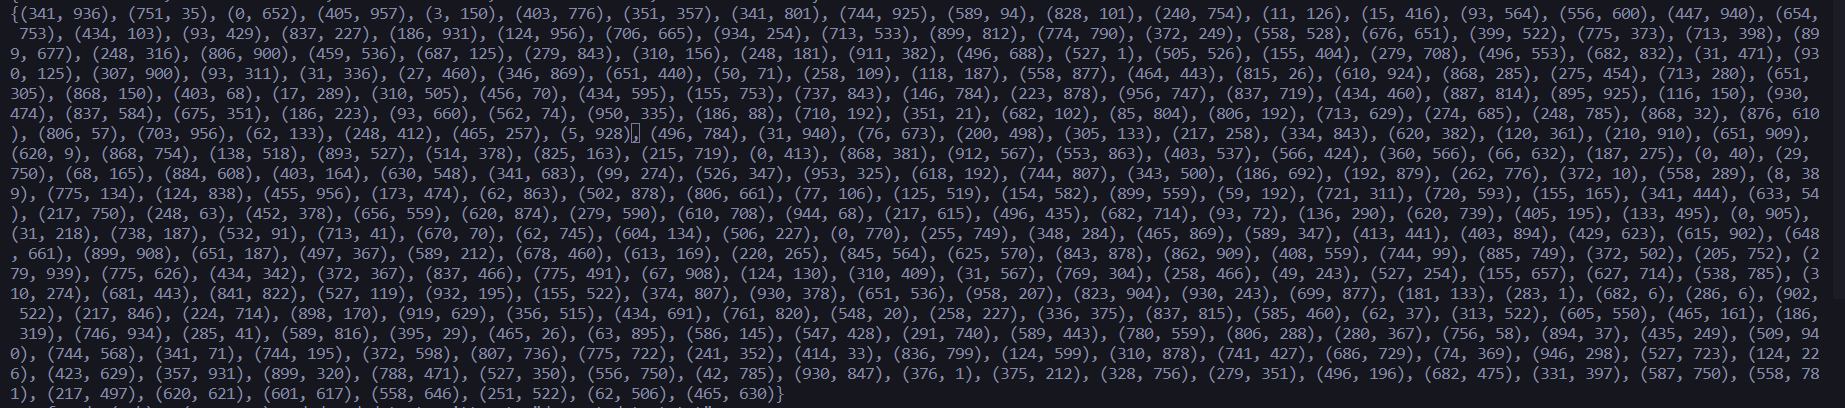 {(341, 936), (751, 35), (0, 652), (405, 957), (3, 150), (403, 776), (351, 357), (341, 801), (744, 925), (589, 94), (828, 101), (240, 754), (11, 126), (15, 416), (93, 564), (556, 600), (447, 940), (654,
 753), (434, 103), (93, 429), (837, 227), (186, 931), (124, 956), (706, 665), (934, 254), (713, 533), (899, 812), (774, 790), (372, 249), (558, 528), (676, 651), (399, 522), (775, 373), (713, 398), (89
9, 677), (248, 316), (806, 900), (459, 536), (687, 125), (279, 843), (310, 156), (248, 181), (911, 382), (496, 688), (527, 1), (505, 526), (155, 404), (279, 708), (496, 553), (682, 832), (31, 471), (93
0, 125), (307, 900), (93, 311), (31, 336), (27, 460), (346, 869), (651, 440), (50, 71), (258, 109), (118, 187), (558, 877), (464, 443), (815, 26), (610, 924), (868, 285), (275, 454), (713, 280), (651,
305), (868, 150), (403, 68), (17, 289), (310, 505), (456, 70), (434, 595), (155, 753), (737, 843), (146, 784), (223, 878), (956, 747), (837, 719), (434, 460), (887, 814), (895, 925), (116, 150), (930,
474), (837, 584), (675, 351), (186, 223), (93, 660), (562, 74), (950, 335), (186, 88), (710, 192), (351, 21), (682, 102), (85, 804), (806, 192), (713, 629), (274, 685), (248, 785), (868, 32), (876, 610
), (806, 57), (703, 956), (62, 133), (248, 412), (465, 257), (5, 928), (496, 784), (31, 940), (76, 673), (200, 498), (305, 133), (217, 258), (334, 843), (620, 382), (120, 361), (210, 910), (651, 909),
(620, 9), (868, 754), (138, 518), (893, 527), (514, 378), (825, 163), (215, 719), (0, 413), (868, 381), (912, 567), (553, 863), (403, 537), (566, 424), (360, 566), (66, 632), (187, 275), (0, 40), (29,
750), (68, 165), (884, 608), (403, 164), (630, 548), (341, 683), (99, 274), (526, 347), (953, 325), (618, 192), (744, 807), (343, 500), (186, 692), (192, 879), (262, 776), (372, 10), (558, 289), (8, 38
9), (775, 134), (124, 838), (455, 956), (173, 474), (62, 863), (502, 878), (806, 661), (77, 106), (125, 519), (154, 582), (899, 559), (59, 192), (721, 311), (720, 593), (155, 165), (341, 444), (633, 54
), (217, 750), (248, 63), (452, 378), (656, 559), (620, 874), (279, 590), (610, 708), (944, 68), (217, 615), (496, 435), (682, 714), (93, 72), (136, 290), (620, 739), (405, 195), (133, 495), (0, 905),
(31, 218), (738, 187), (532, 91), (713, 41), (670, 70), (62, 745), (604, 134), (506, 227), (0, 770), (255, 749), (348, 284), (465, 869), (589, 347), (413, 441), (403, 894), (429, 623), (615, 902), (648
, 661), (899, 908), (651, 187), (497, 367), (589, 212), (678, 460), (613, 169), (220, 265), (845, 564), (625, 570), (843, 878), (862, 909), (408, 559), (744, 99), (885, 749), (372, 502), (205, 752), (2
79, 939), (775, 626), (434, 342), (372, 367), (837, 466), (775, 491), (67, 908), (124, 130), (310, 409), (31, 567), (769, 304), (258, 466), (49, 243), (527, 254), (155, 657), (627, 714), (538, 785), (3
10, 274), (681, 443), (841, 822), (527, 119), (932, 195), (155, 522), (374, 807), (930, 378), (651, 536), (958, 207), (823, 904), (930, 243), (699, 877), (181, 133), (283, 1), (682, 6), (286, 6), (902,
 522), (217, 846), (224, 714), (898, 170), (919, 629), (356, 515), (434, 691), (761, 820), (548, 20), (258, 227), (336, 375), (837, 815), (585, 460), (62, 37), (313, 522), (605, 550), (465, 161), (186,
 319), (746, 934), (285, 41), (589, 816), (395, 29), (465, 26), (63, 895), (586, 145), (547, 428), (291, 740), (589, 443), (780, 559), (806, 288), (280, 367), (756, 58), (894, 37), (435, 249), (509, 94
0), (744, 568), (341, 71), (744, 195), (372, 598), (807, 736), (775, 722), (241, 352), (414, 33), (836, 799), (124, 599), (310, 878), (741, 427), (686, 729), (74, 369), (946, 298), (527, 723), (124, 22
6), (423, 629), (357, 931), (899, 320), (788, 471), (527, 350), (556, 750), (42, 785), (930, 847), (376, 1), (375, 212), (328, 756), (279, 351), (496, 196), (682, 475), (331, 397), (587, 750), (558, 78
1), (217, 497), (620, 621), (601, 617), (558, 646), (251, 522), (62, 506), (465, 630)}